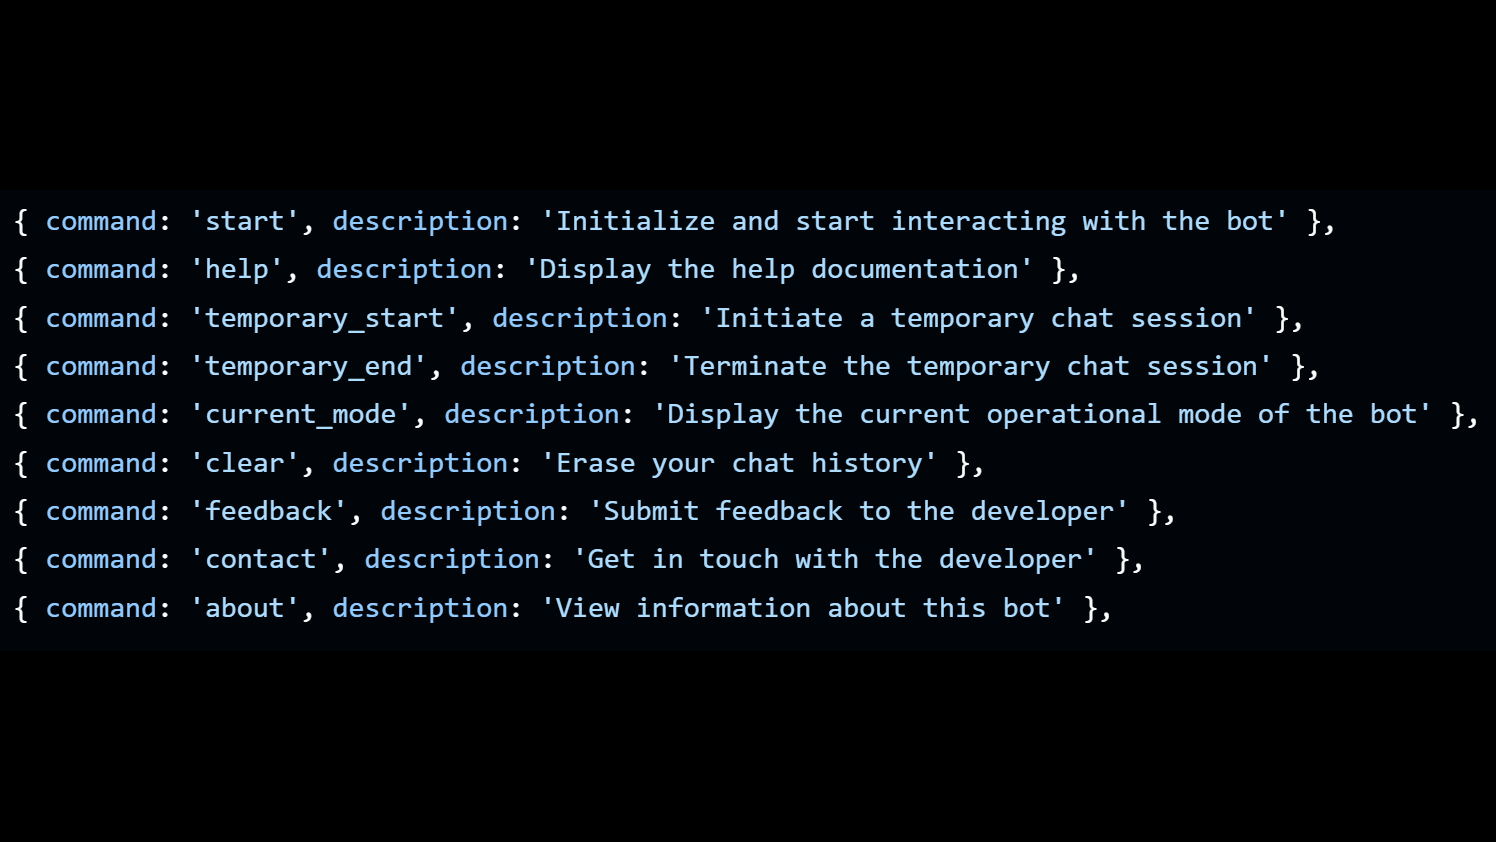 { command: 'start', description: 'Initialize and start interacting with the bot' },
{ command: 'help', description: 'Display the help documentation' },
{ command: 'temporary_start', description: 'Initiate a temporary chat session' },
{ command: 'temporary_end', description: 'Terminate the temporary chat session' },
{ command: 'current_mode', description: 'Display the current operational mode of the bot' },
{ command: 'clear', description: 'Erase your chat history' },
{ command: 'feedback', description: 'Submit feedback to the developer' },
{ command: 'contact', description: 'Get in touch with the developer' },
{ command: 'about', description: 'View information about this bot' },